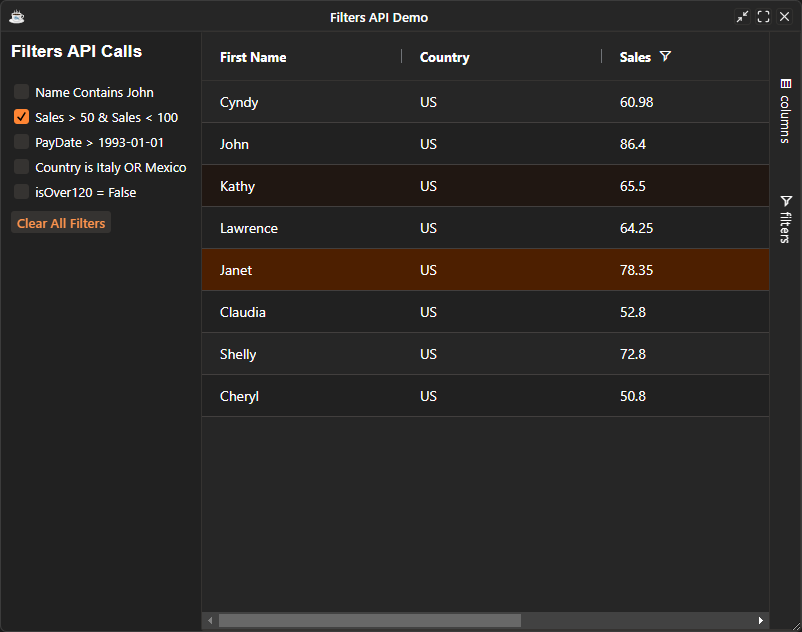 Filters API Demo
Filters API Calls
Name Contains John
Sales > 50 & Sales < 100
PayDate > 1993-01-01
Country is Italy OR Mexico
isOver120 = False
Clear All Filters
First Name Country Sales
Cyndy US 60.98
John US 86.4
Kathy US 65.5
Lawrence US 64.25
Janet US 78.35
Claudia US 52.8
Shelly US 72.8
Cheryl US 50.8
columns
filters